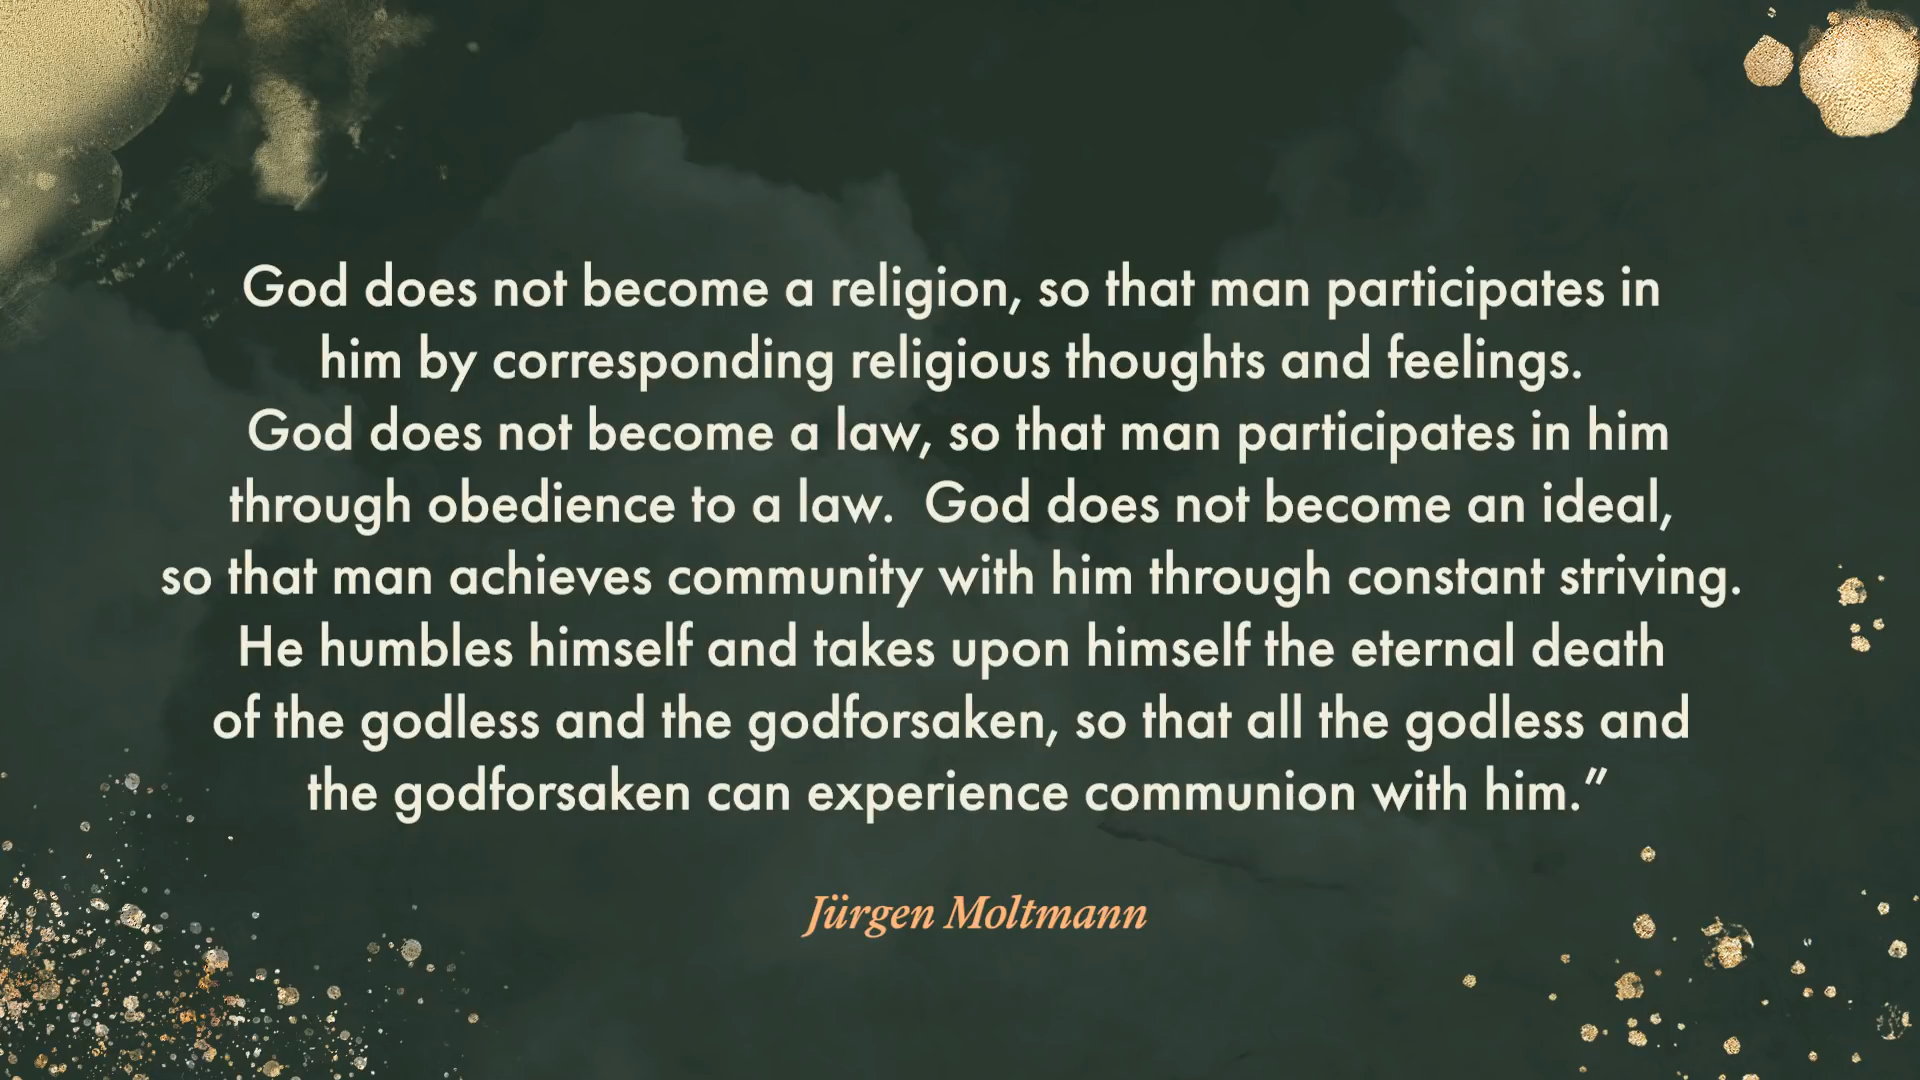 God does not become a religion, so that man participates in
him by corresponding religious thoughts and feelings.
God does not become a law, so that man participates in him
through obedience to a law.  God does not become an ideal,
so that man achieves community with him through constant striving.
He humbles himself and takes upon himself the eternal death
of the godless and the godforsaken, so that all the godless and
the godforsaken can experience communion with him.”
Jürgen Moltmann